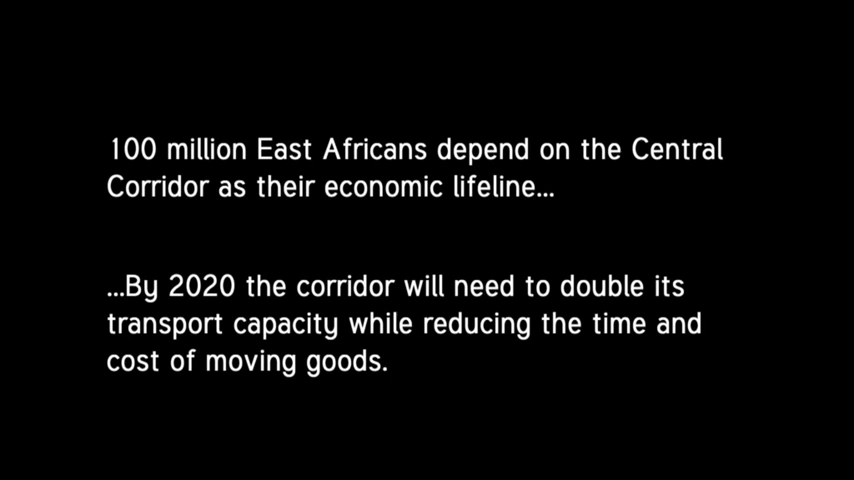 100 million East Africans depend on the Central
Corridor as their economic lifeline...
...By 2020 the corridor will need to double its
transport capacity while reducing the time and
cost of moving goods.